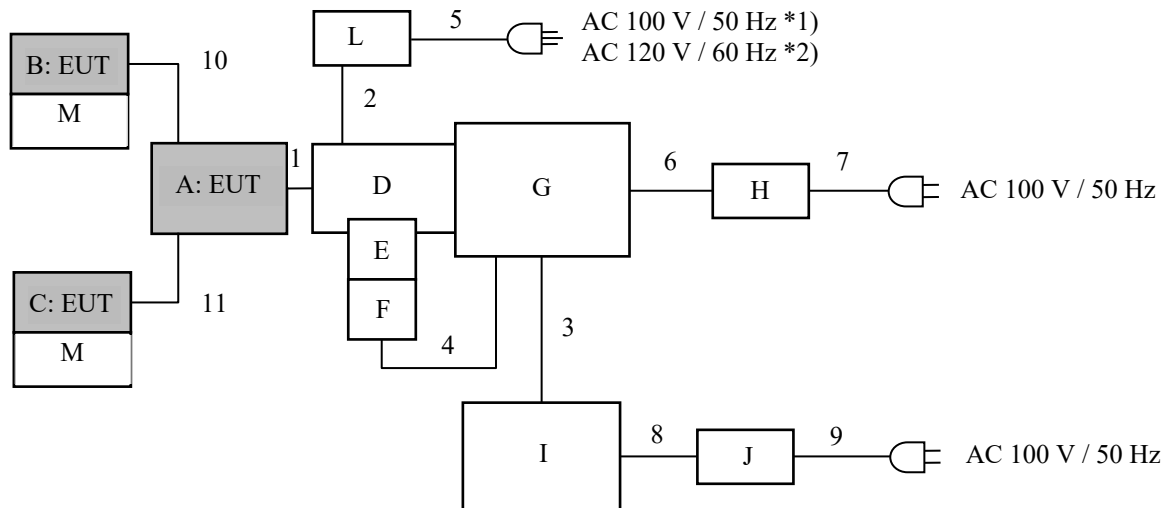 5
AC 100 V / 50 Hz *1)
L
AC 120 V / 60 Hz *2)
B: EUT
10
M
2
1
6
7
A: EUT
D
G
H
AC 100 V / 50 Hz
E
C: EUT
11
F
3
M
4
8
9
I
J
AC 100 V / 50 Hz